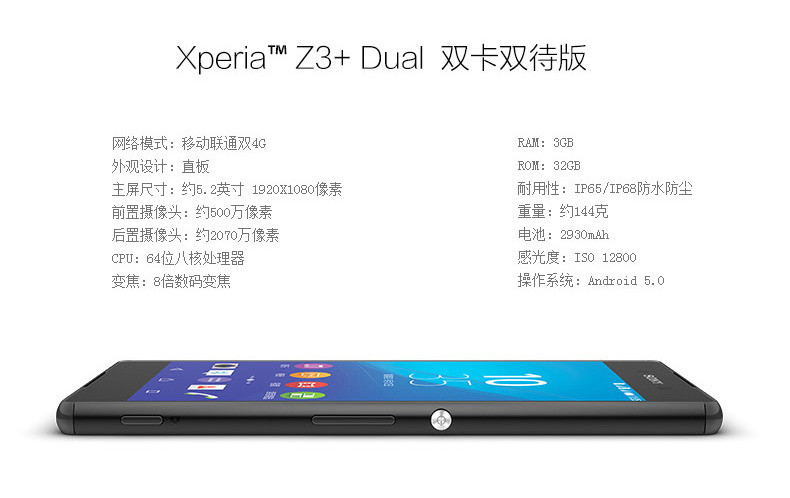 Xperia™ Z3+ Dual 双卡双待版
网络模式：移动联通双4G
外观设计：直板
主屏尺寸：约5.2英寸 1920X1080像素
前置摄像头：约500万像素
后置摄像头：约2070万像素
CPU：64位八核处理器
变焦：8倍数码变焦
RAM：3GB
ROM：32GB
耐用性：IP65/IP68防水防尘
重量：约144克
电池：2930mAh
感光度：ISO 12800
操作系统：Android 5.0
SONY
10
35